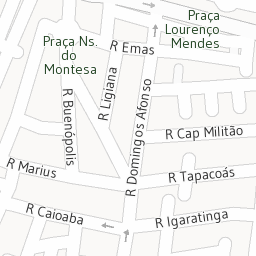 Praça
Lourenço
Mendes
Praça Ns.
do
Montesa
R Emas
R Ligiana
R Buenópolis
R Domingos Afonso
R Cap Militão
R Marius
R Tapacoás
R Caioaba
R Igaratinga